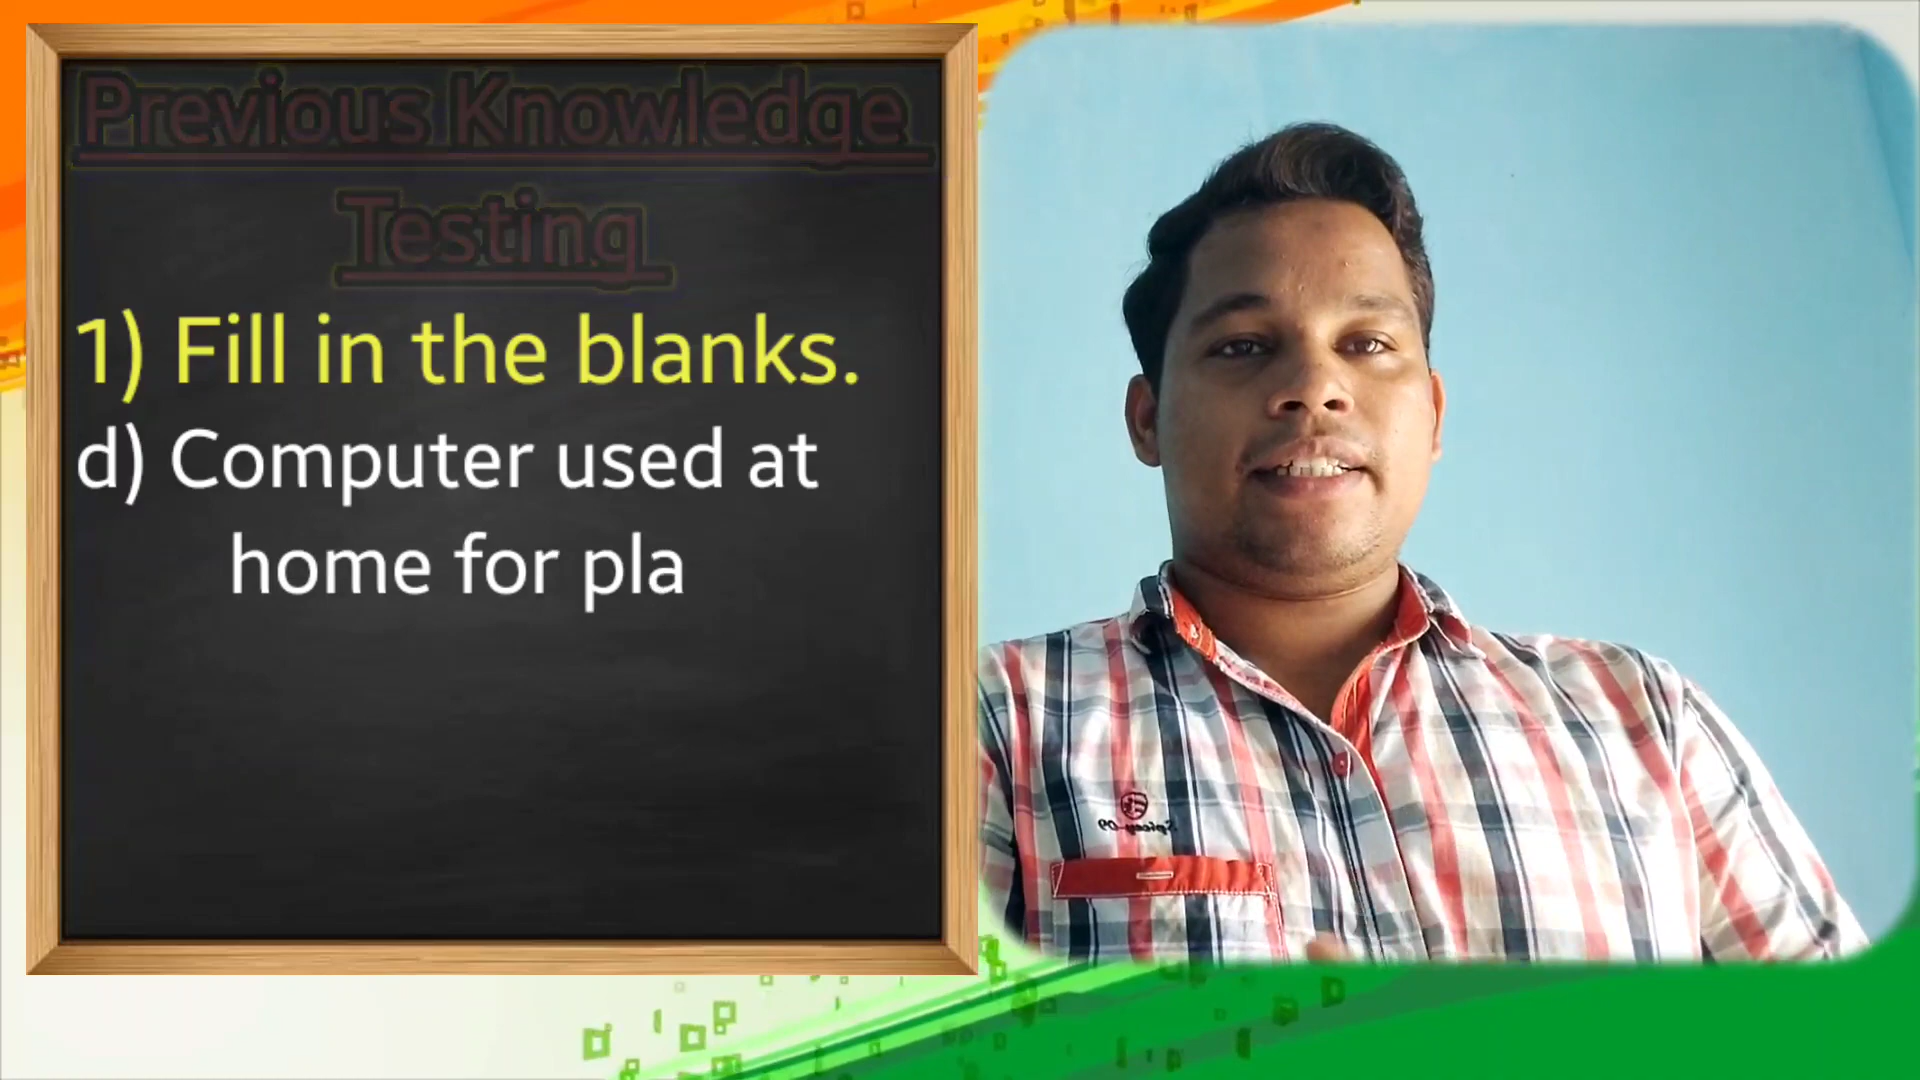 Previous Knowledge
Testing
1) Fill in the blanks.
d) Computer used at
home for pla